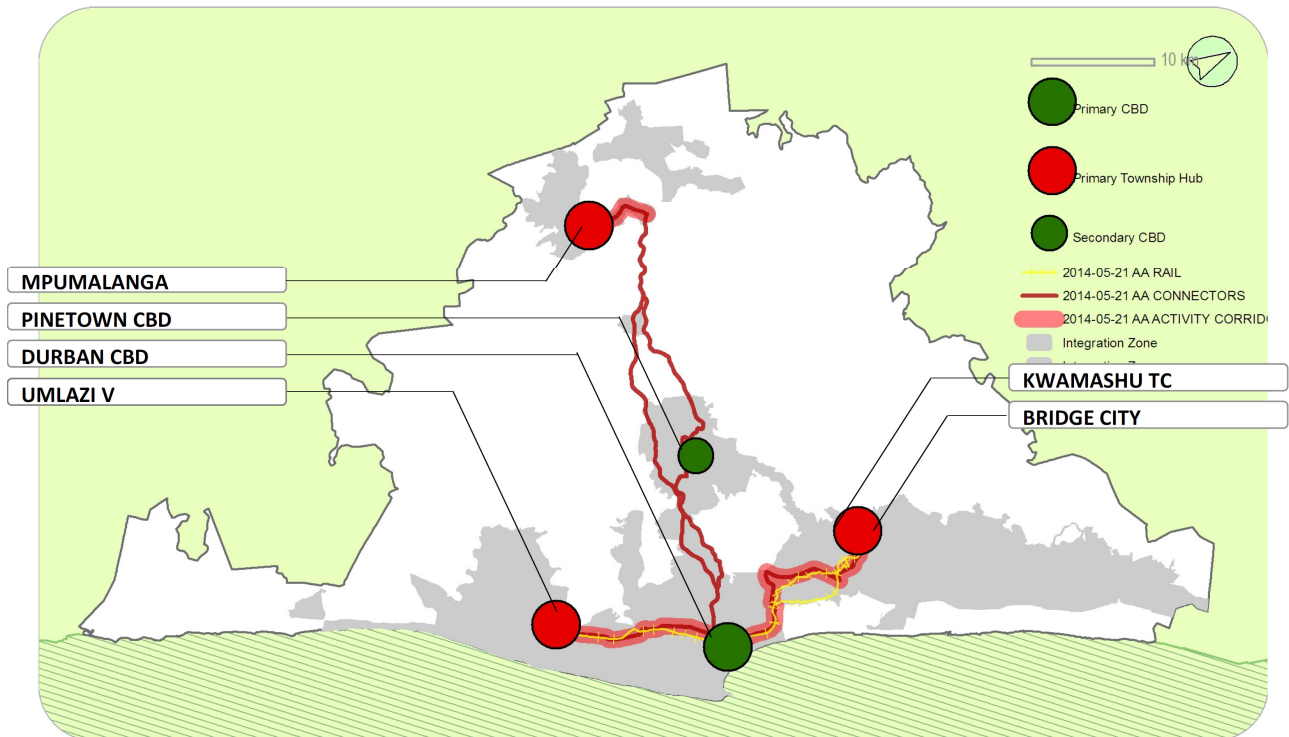 10 km
Primary CBD
Primary Township Hub
Secondary CBD
2014-05-21 AA RAIL
2014-05-21 AA CONNECTORS
2014-05-21 AA ACTIVITY CORRID
Integration Zone
MPUMALANGA
PINETOWN CBD
DURBAN CBD
UMLAZI V
KWAMASHU TC
BRIDGE CITY